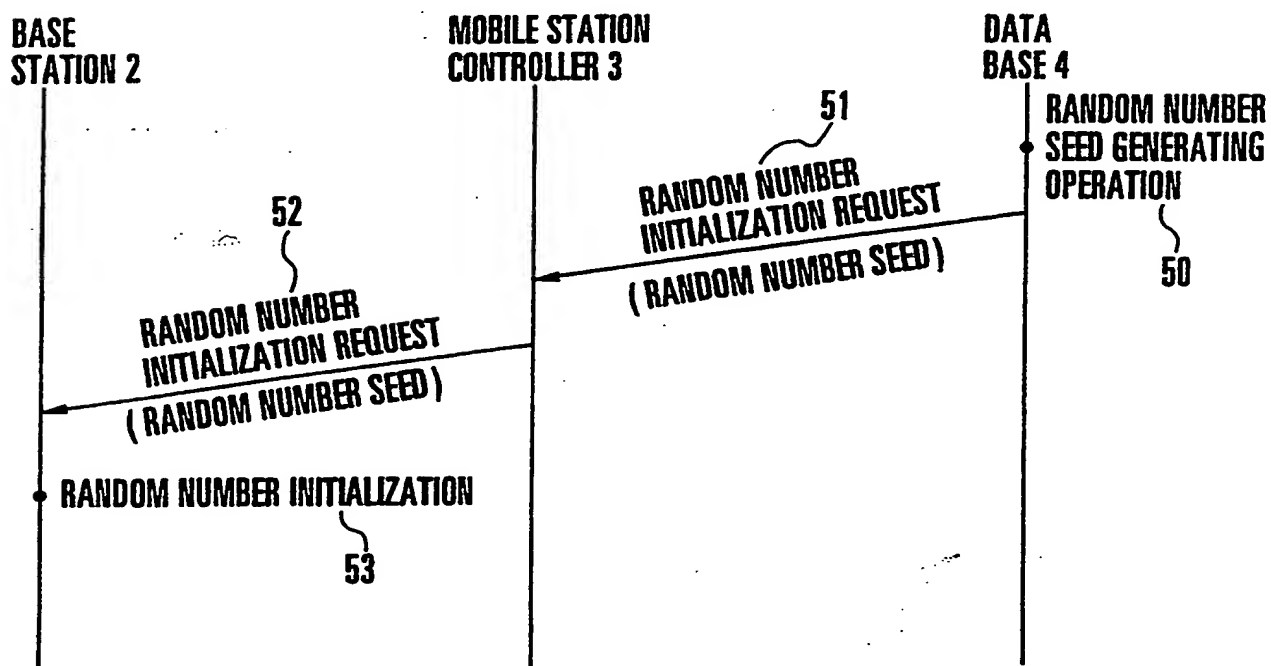 BASE
STATION 2
MOBILE STATION
CONTROLLER 3
DATA
BASE 4
51
RANDOM NUMBER
SEED GENERATING
OPERATION
50
RANDOM NUMBER
INITIALIZATION REQUEST
(RANDOM NUMBER SEED)
52
RANDOM NUMBER
INITIALIZATION REQUEST
(RANDOM NUMBER SEED)
RANDOM NUMBER INITIALIZATION
53